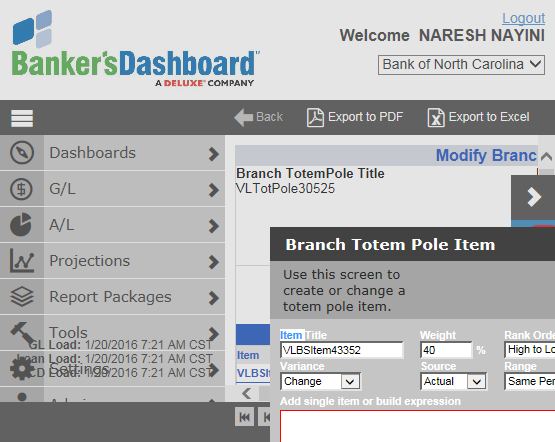 Logout
Welcome NARESH NAYINI
Banker'sDashboard™
A DELUXE® COMPANY
Bank of North Carolina
Back
Export to PDF
Export to Excel
Dashboards
G/L
A/L
Projections
Report Packages
Tools
Settings
GL Load: 1/20/2016 7:21 AM CST
Loan Load: 1/20/2016 7:21 AM CST
CD Load: 1/20/2016 7:21 AM CST
Modify Branc
Branch TotemPole Title
VLTotPole30525
Item
VLBS
Branch Totem Pole Item
Use this screen to
create or change a
totem pole item.
Item Title Weight Rank Orde
VLBSItem43352 40 % High to Lo
Variance Source Range
Change Actual Same Per
Add single item or build expression